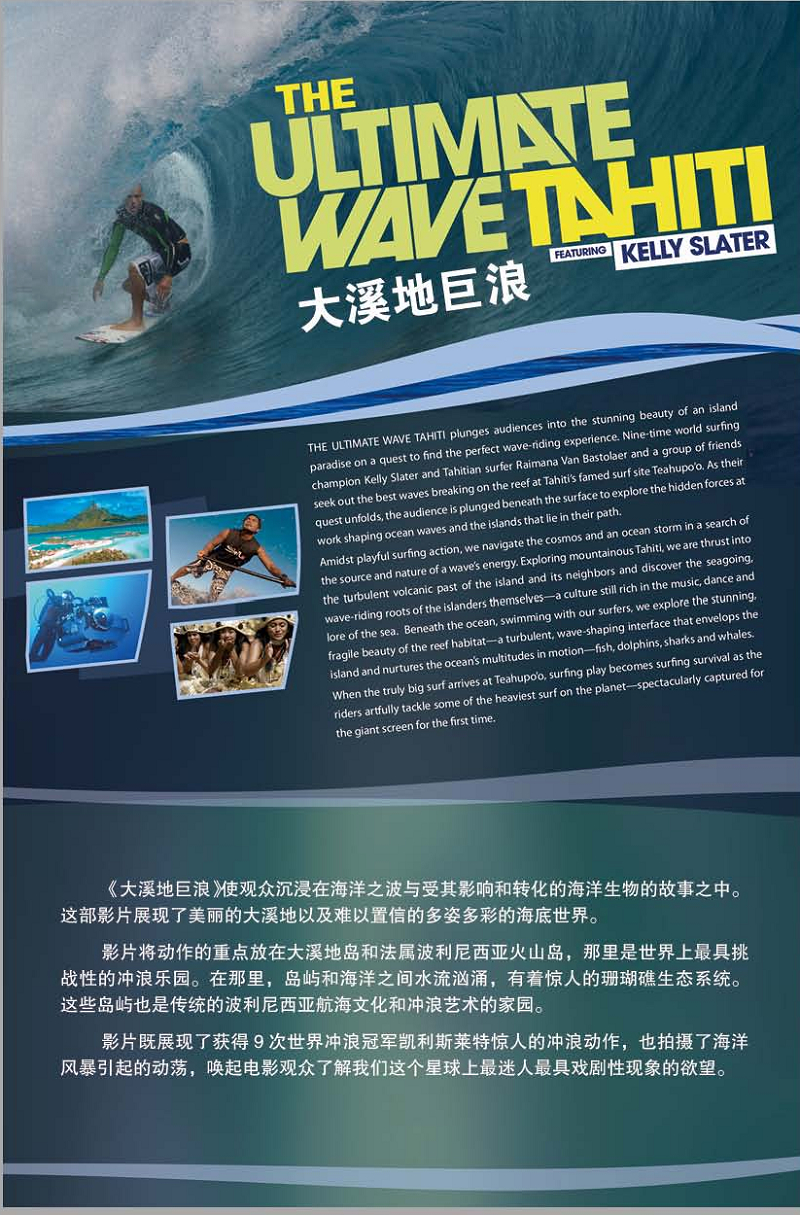 THE
ULTIMATE
WAVE TAHITI
FEATURING KELLY SLATER
大溪地巨浪
THE ULTIMATE WAVE TAHITI plunges audiences into the stunning beauty of an island
paradise on a quest to find the perfect wave-riding experience. Nine-time world surfing
champion Kelly Slater and Tahitian surfer Raimana Van Bastolaer and a group of friends
seek out the best waves breaking on the reef at Tahiti's famed surf site Teahupo'o. As their
quest unfolds, the audience is plunged beneath the surface to explore the hidden forces at
work shaping ocean waves and the islands that lie in their path.
Amidst playful surfing action, we navigate the cosmos and an ocean storm in a search of
the source and nature of a wave's energy. Exploring mountainous Tahiti, we are thrust into
the turbulent volcanic past of the island and its neighbors and discover the seagoing,
wave-riding roots of the islanders themselves—a culture still rich in the music, dance and
lore of the sea. Beneath the ocean, swimming with our surfers, we explore the stunning,
fragile beauty of the reef habitat—a turbulent, wave-shaping interface that envelops the
island and nurtures the ocean's multitudes in motion—fish, dolphins, sharks and whales.
When the truly big surf arrives at Teahupo'o, surfing play becomes surfing survival as the
riders artfully tackle some of the heaviest surf on the planet—spectacularly captured for
the giant screen for the first time.
《大溪地巨浪》使观众沉浸在海洋之波与受其影响和转化的海洋生物的故事之中。
这部影片展现了美丽的大溪地以及难以置信的多姿多彩的海底世界。
影片将动作的重点放在大溪地岛和法属波利尼西亚火山岛，那里是世界上最具挑
战性的冲浪乐园。在那里，岛屿和海洋之间水流汹涌，有着惊人的珊瑚礁生态系统。
这些岛屿也是传统的波利尼西亚航海文化和冲浪艺术的家园。
影片既展现了获得 9 次世界冲浪冠军凯利斯莱特惊人的冲浪动作，也拍摄了海洋
风暴引起的动荡，唤起电影观众了解我们这个星球上最迷人最具戏剧性现象的欲望。